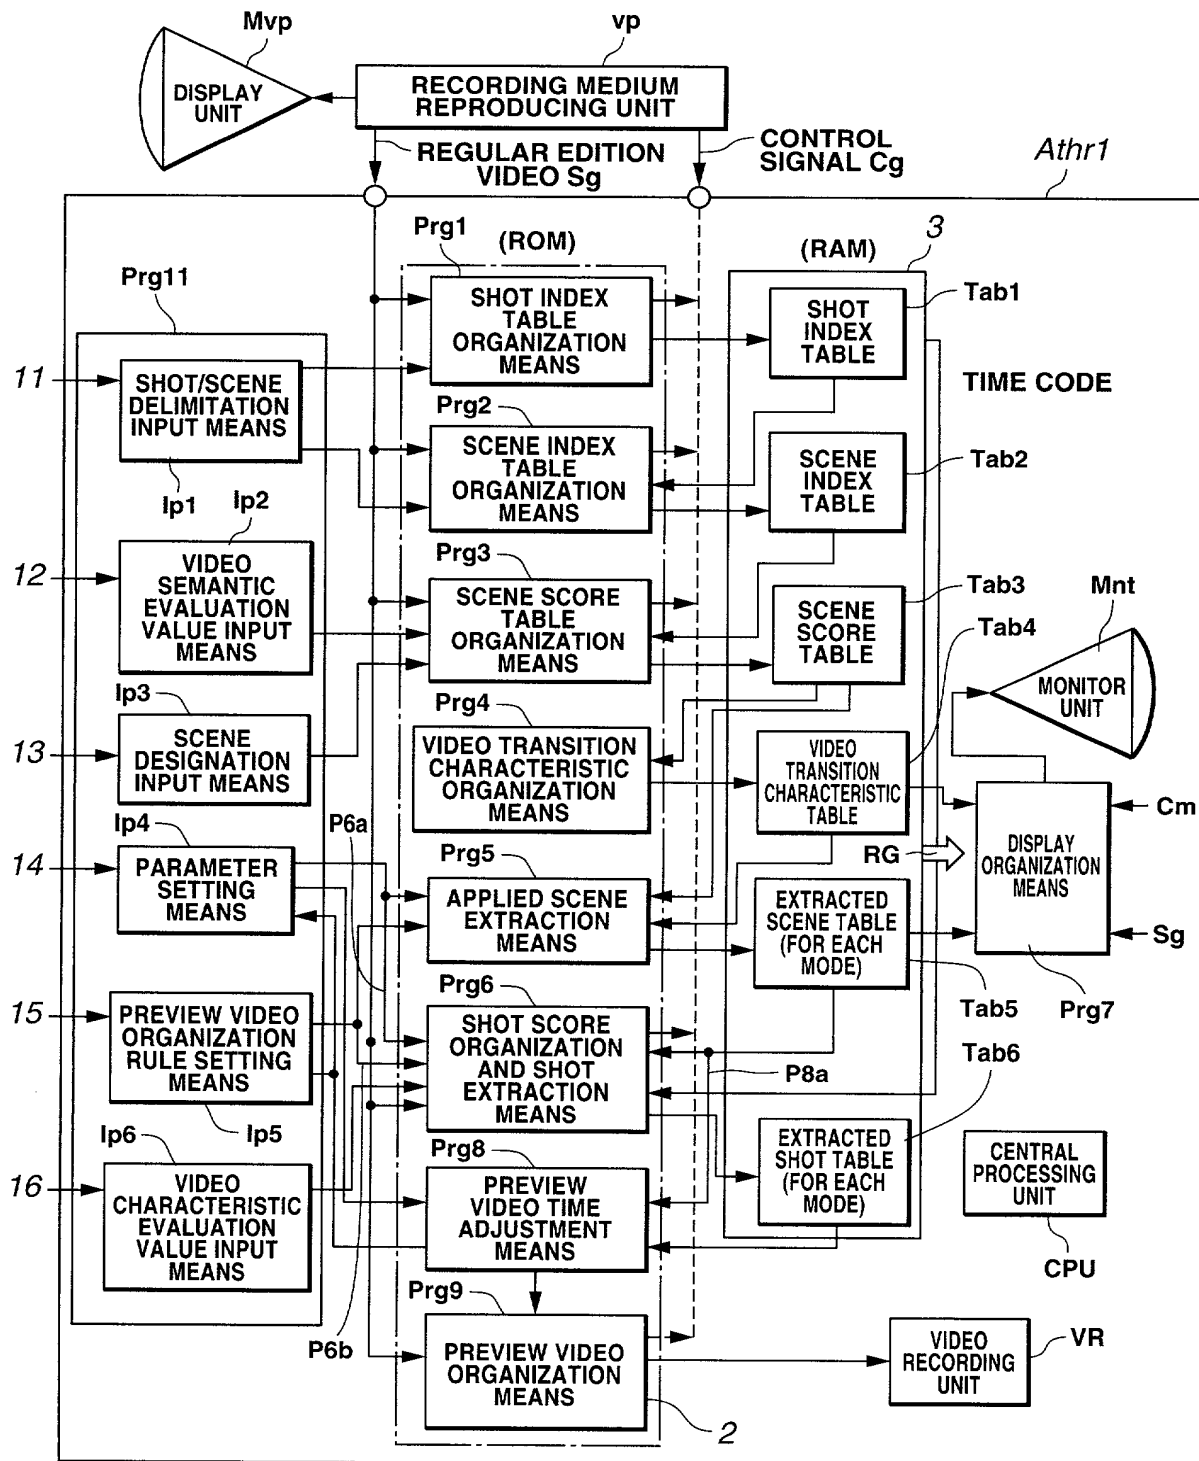 Mvp
vp
DISPLAY
UNIT
RECORDING MEDIUM
REPRODUCING UNIT
REGULAR EDITION
VIDEO Sg
CONTROL
SIGNAL Cg
Athr1
Prg11
11
SHOT/SCENE
DELIMITATION
INPUT MEANS
Ip1
Ip2
12
VIDEO
SEMANTIC
EVALUATION
VALUE INPUT
MEANS
Ip3
13
SCENE
DESIGNATION
INPUT MEANS
Ip4
14
PARAMETER
SETTING
MEANS
15
PREVIEW VIDEO
ORGANIZATION
RULE SETTING
MEANS
Ip5
Ip6
16
VIDEO
CHARACTERISTIC
EVALUATION
VALUE INPUT
MEANS
P6a
P6b
(ROM)
Prg1
SHOT INDEX
TABLE
ORGANIZATION
MEANS
Prg2
SCENE INDEX
TABLE
ORGANIZATION
MEANS
Prg3
SCENE SCORE
TABLE
ORGANIZATION
MEANS
Prg4
VIDEO TRANSITION
CHARACTERISTIC
ORGANIZATION
MEANS
Prg5
APPLIED SCENE
EXTRACTION
MEANS
Prg6
SHOT SCORE
ORGANIZATION
AND SHOT
EXTRACTION
MEANS
Prg8
PREVIEW
VIDEO TIME
ADJUSTMENT
MEANS
Prg9
PREVIEW VIDEO
ORGANIZATION
MEANS
2
(RAM)
3
SHOT
INDEX
TABLE
Tab1
TIME CODE
SCENE
INDEX
TABLE
Tab2
SCENE
SCORE
TABLE
Tab3
Tab4
VIDEO
TRANSITION
CHARACTERISTIC
TABLE
RG
EXTRACTED
SCENE TABLE
(FOR EACH
MODE)
Tab5
P8a
Tab6
EXTRACTED
SHOT TABLE
(FOR EACH
MODE)
Mnt
MONITOR
UNIT
Cm
DISPLAY
ORGANIZATION
MEANS
Sg
Prg7
CENTRAL
PROCESSING
UNIT
CPU
VIDEO
RECORDING
UNIT
VR